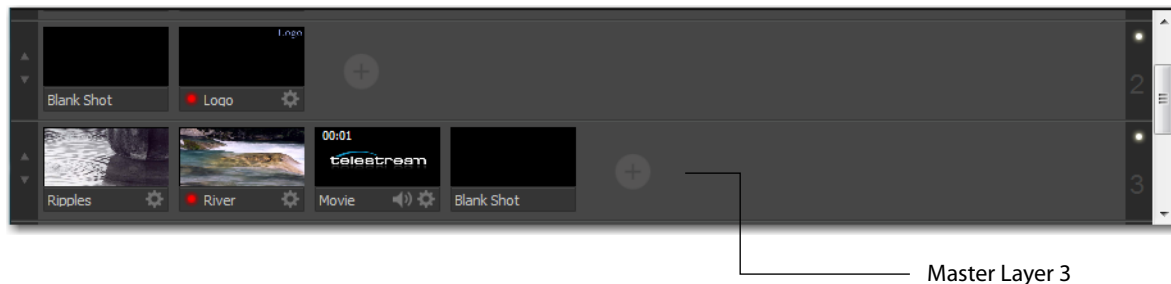 Logo
Blank Shot
Logo
2
00:01
telestream
Ripples
River
Movie
Blank Shot
3
Master Layer 3